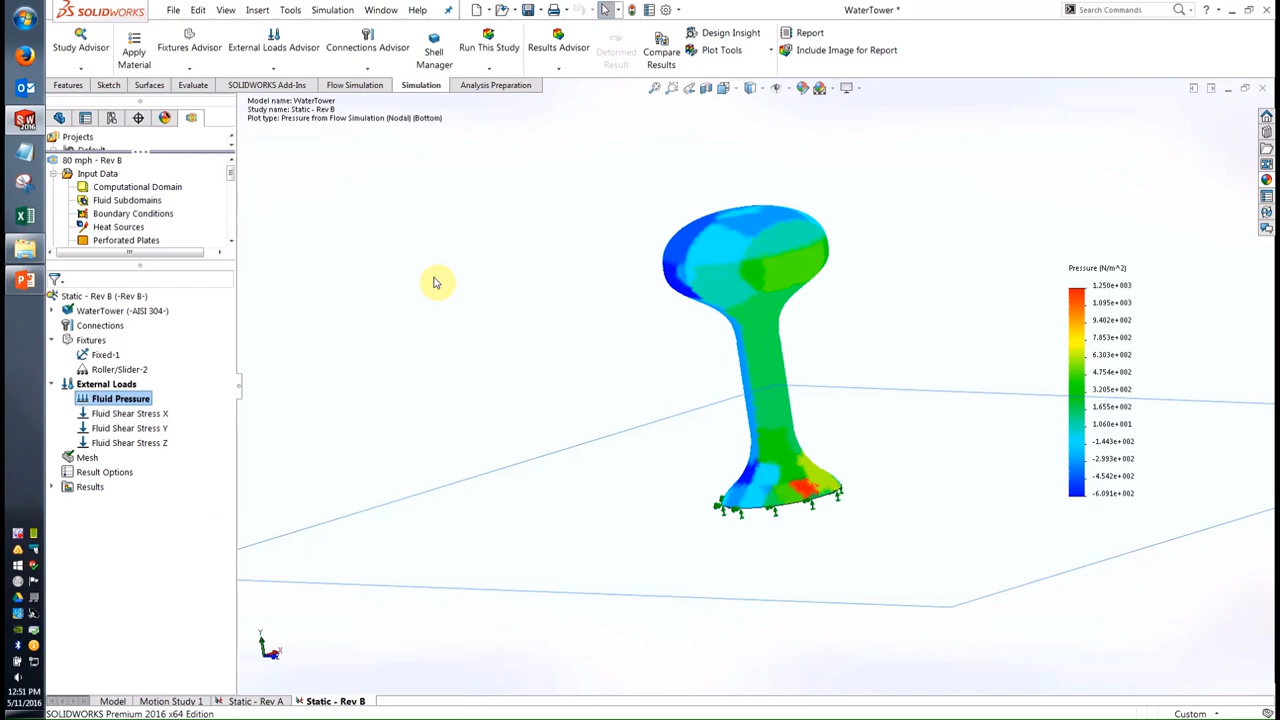 SOLIDWORKS File Edit View Insert Tools Simulation Window Help WaterTower * Search Commands
Study Advisor
Apply Material
Fixtures Advisor
External Loads Advisor
Connections Advisor
Shell Manager
Run This Study
Results Advisor
Deformed Result
Compare Results
Design Insight
Plot Tools
Report
Include Image for Report
Features Sketch Surfaces Evaluate SOLIDWORKS Add-Ins Flow Simulation Simulation Analysis Preparation
Model name: WaterTower
Study name: Static - Rev B
Plot type: Pressure from Flow Simulation (Nodal) (Bottom)
Projects
Default
80 mph - Rev B
Input Data
Computational Domain
Fluid Subdomains
Boundary Conditions
Heat Sources
Perforated Plates
Static - Rev B (-Rev B-)
WaterTower (-AISI 304-)
Connections
Fixtures
Fixed-1
Roller/Slider-2
External Loads
Fluid Pressure
Fluid Shear Stress X
Fluid Shear Stress Y
Fluid Shear Stress Z
Mesh
Result Options
Results
Pressure (N/m^2)
1.250e+003
1.095e+003
9.402e+002
7.853e+002
6.303e+002
4.754e+002
3.205e+002
1.655e+002
1.060e+001
-1.443e+002
-2.993e+002
-4.542e+002
-6.091e+002
Y
X
Model Motion Study 1 Static - Rev A Static - Rev B
SOLIDWORKS Premium 2016 x64 Edition
Custom
12:51 PM
5/11/2016